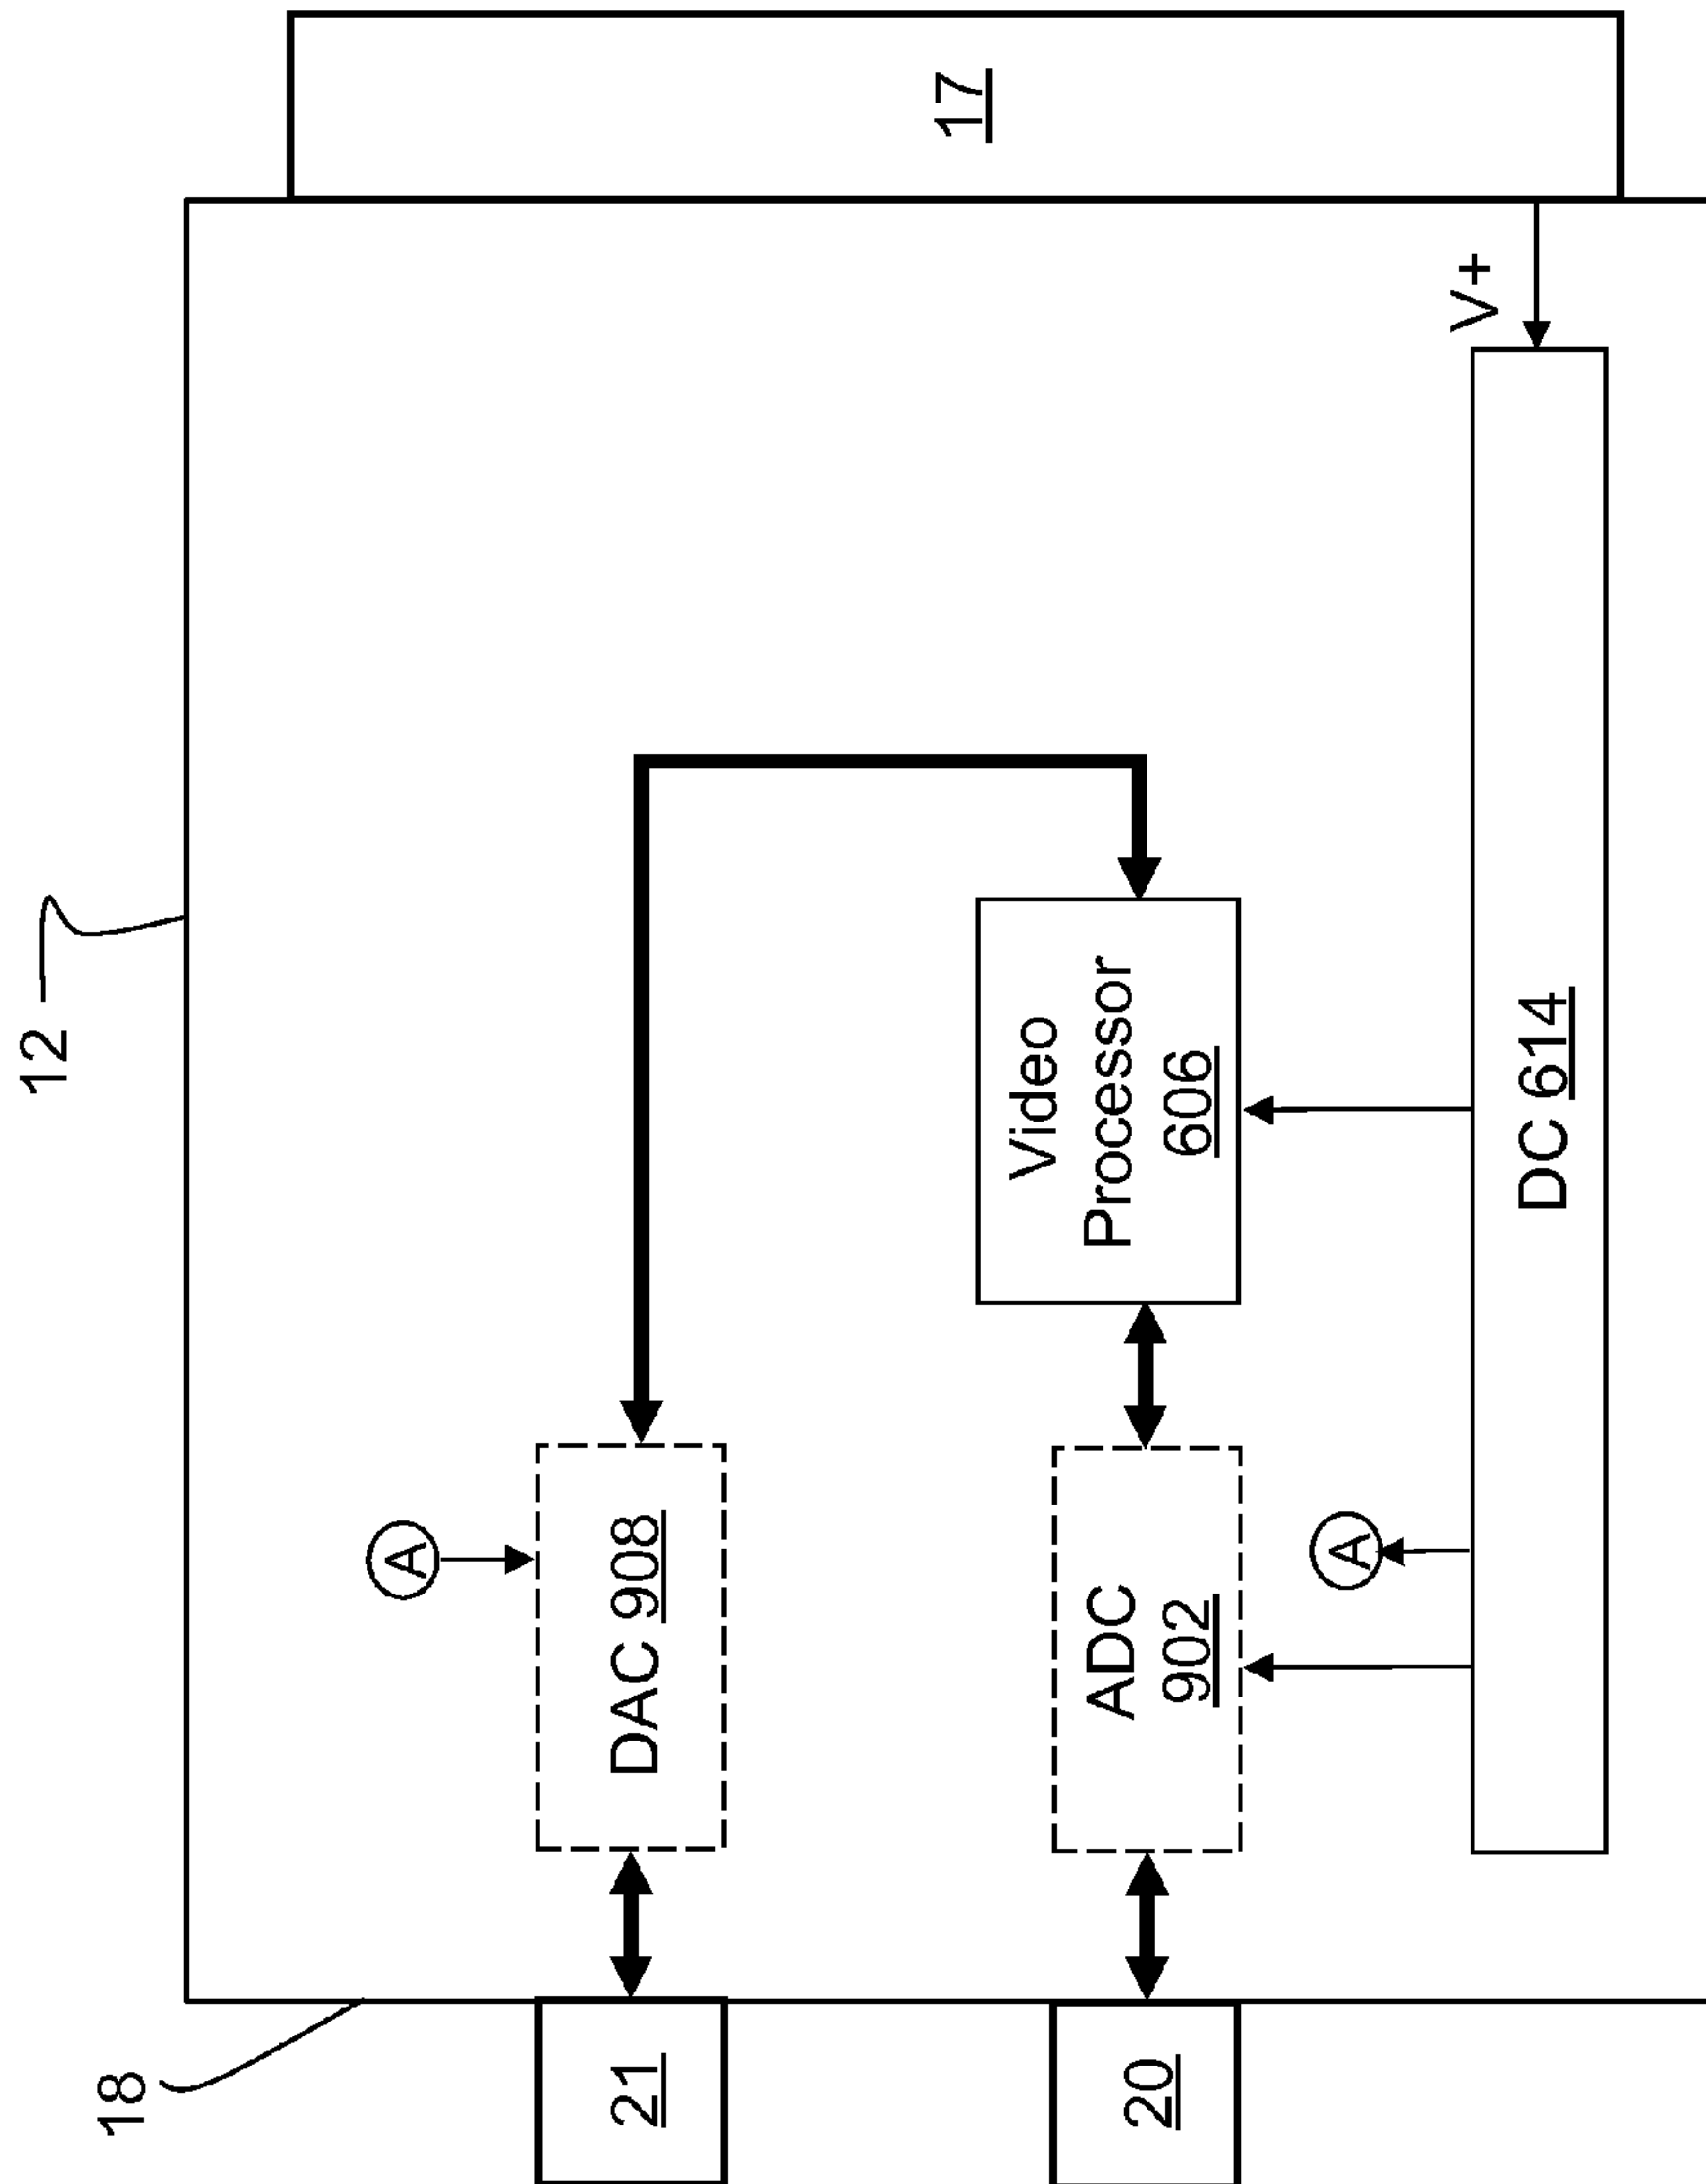 12
18
21
DAC 908
A
20
ADC
902
Video
Processor
606
A
DC 614
V+
17